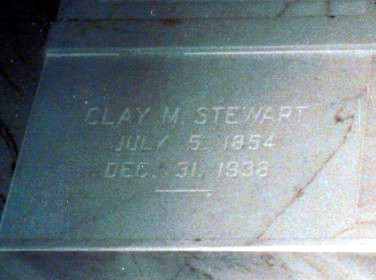 CLAY M. STEWART
JULY 5, 1854
DEC. 31, 1938